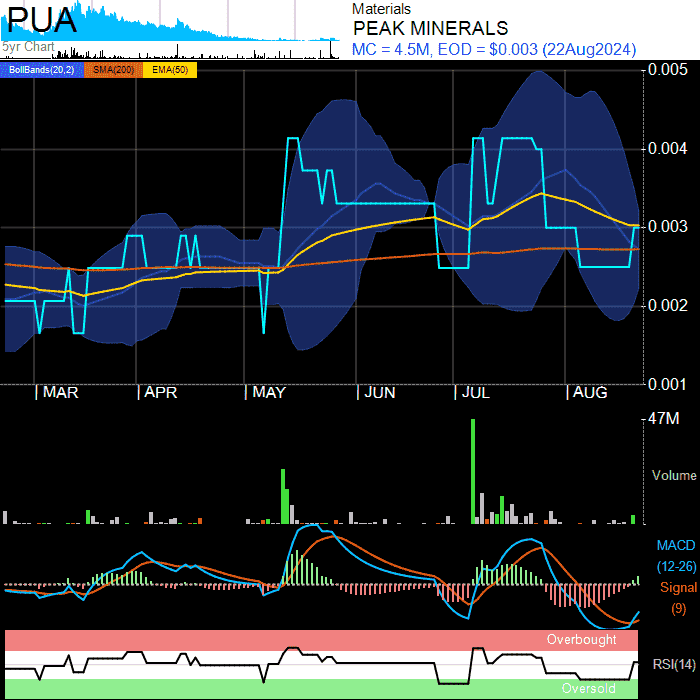 PUA
5yr Chart
Materials
PEAK MINERALS
MC = 4.5M, EOD = $0.003 (22Aug2024)
BollBands(20,2) SMA(200) EMA(50)
0.005
0.004
0.003
0.002
0.001
MAR APR MAY JUN JUL AUG
47M
Volume
MACD
(12-26)
Signal
(9)
Overbought
RSI(14)
Oversold